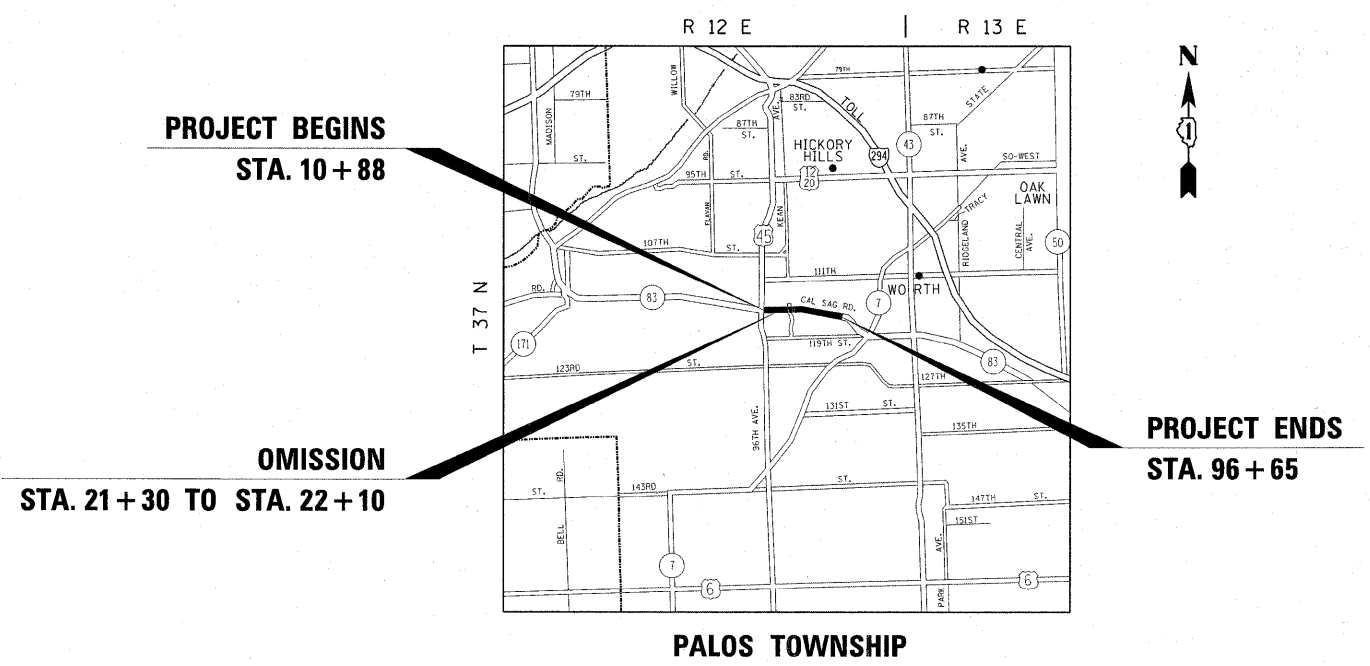 R 12 E | R 13 E
N
1
PROJECT BEGINS
STA. 10+88
OMISSION
STA. 21+30 TO STA. 22+10
PROJECT ENDS
STA. 96+65
T 37 N
79TH
MADISON
ST.
WILLOW
RD.
87TH
ST.
AVE.
83RD
ST.
TOLL
79TH
STATE
87TH
ST.
AVE.
43
294
HICKORY
HILLS
12
20
SO-WEST
95TH ST.
OAK
LAWN
TRACY
RIDGELAND
CENTRAL
AVE.
50
KEAN
45
107TH ST.
111TH
WORTH
RD.
83
CAL SAG RD.
7
171
119TH ST.
83
123RD ST.
127TH
131ST ST.
96TH AVE.
135TH
ST. 143RD ST.
RD.
BELL
147TH ST.
151ST
AVE.
PARK
7
6
6
PALOS TOWNSHIP